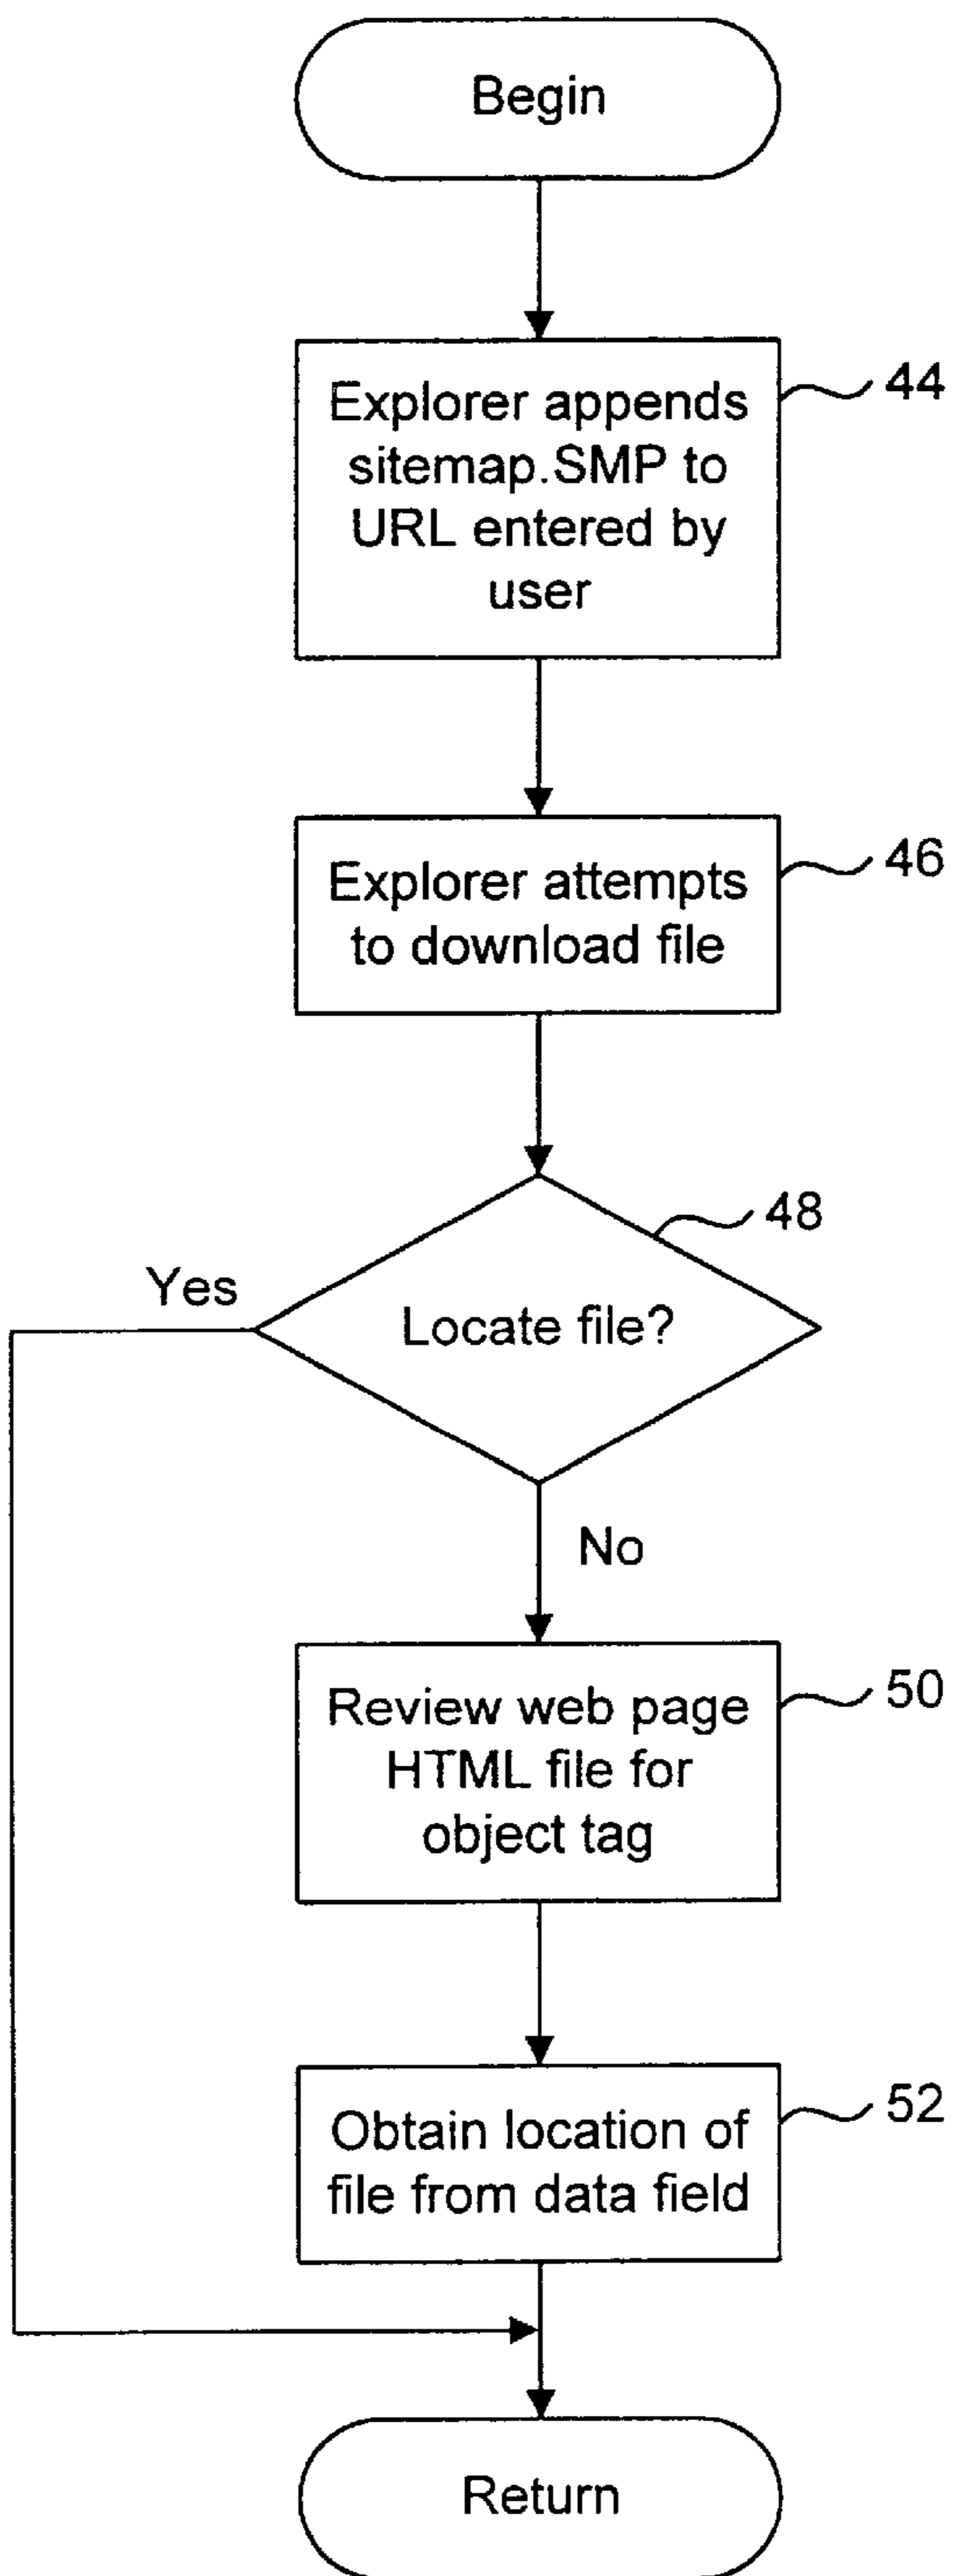 Begin
Explorer appends
sitemap.SMP to
URL entered by
user
44
Explorer attempts
to download file
46
48
Yes
Locate file?
No
Review web page
HTML file for
object tag
50
Obtain location of
file from data field
52
Return